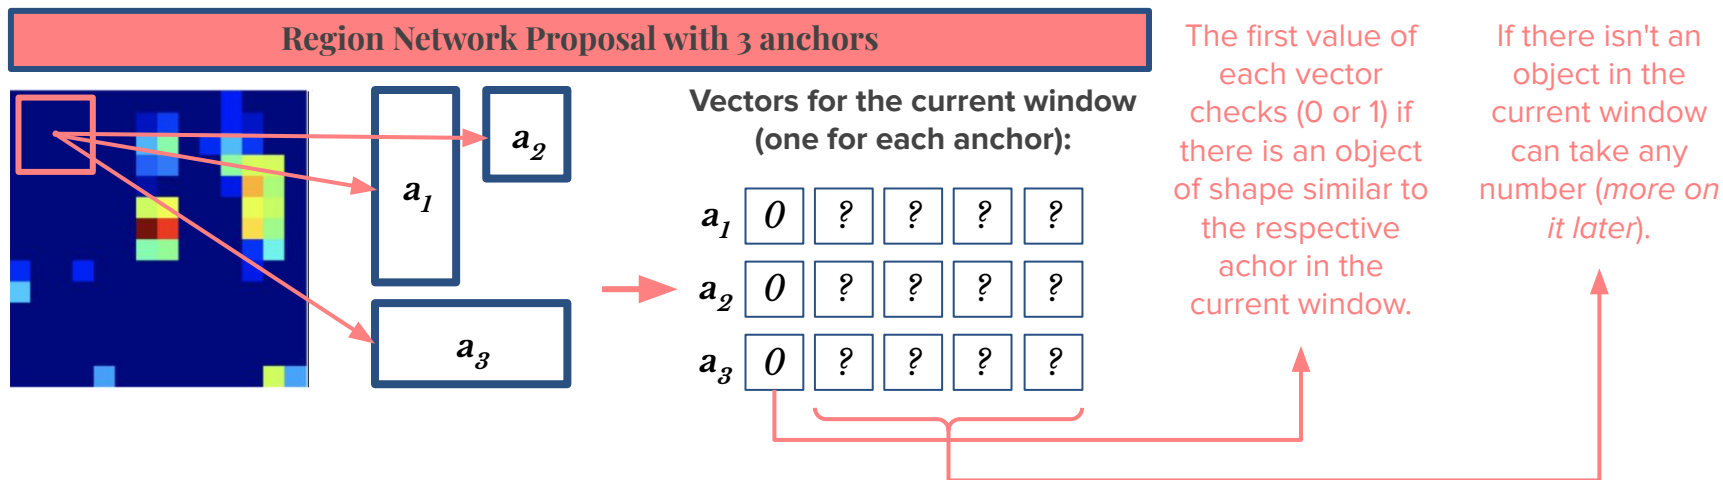 Region Network Proposal with 3 anchors
a2
a1
a3
Vectors for the current window
(one for each anchor):
a1 0 ? ? ? ?
a2 0 ? ? ? ?
a3 0 ? ? ? ?
The first value of
each vector
checks (0 or 1) if
there is an object
of shape similar to
the respective
achor in the
current window.
If there isn't an
object in the
current window
can take any
number (more on
it later).